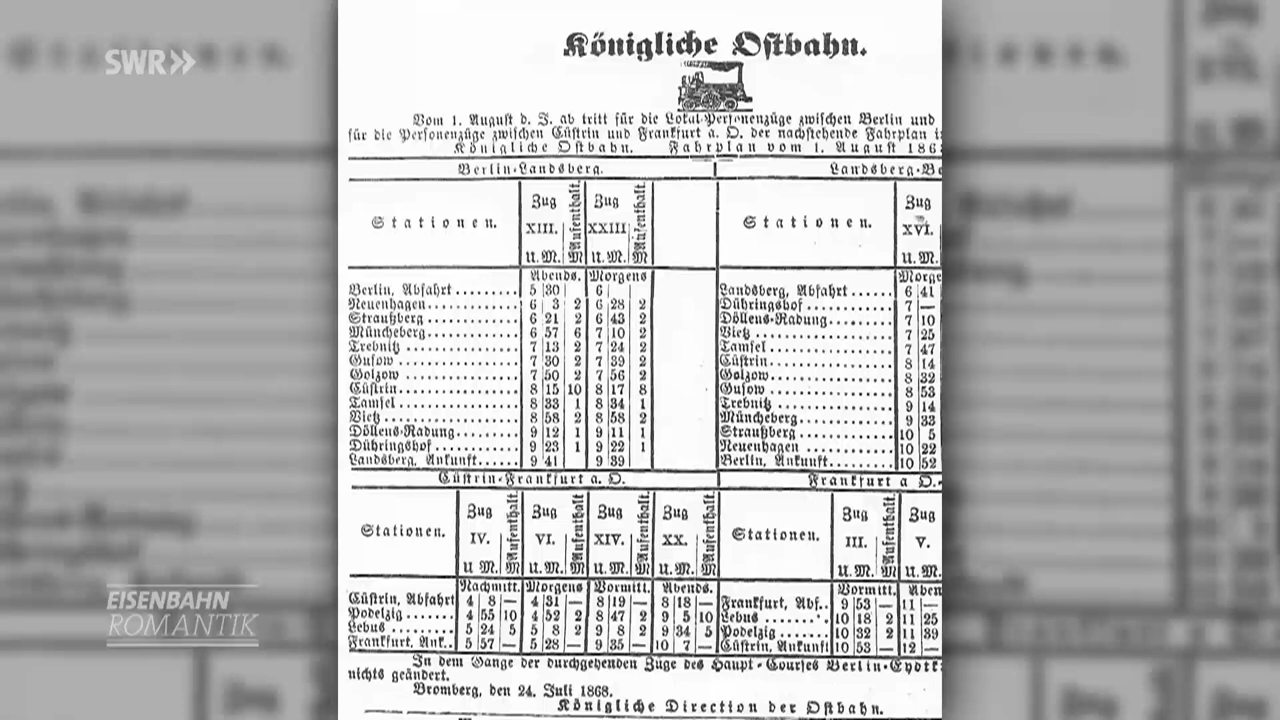 SWR
Königliche Ostbahn.
Vom 1. August d. J. ab tritt für die Lokal-Personenzüge zwischen Berlin und
für die Personenzüge zwischen Cüstrin und Frankfurt a. O. der nachstehende Fahrplan
Königliche Ostbahn. Fahrplan vom 1. August 186
Berlin-Landsberg.
Stationen. Zug XIII. U. M. Aufenthalt. M Zug XXIII U. M. Aufenthalt. M
Abends. Morgens
Berlin, Abfahrt 5 30 6
Neuenhagen 6 3 2 6 28 2
Straußberg 6 21 2 6 43 2
Müncheberg 6 57 6 7 10 2
Trebnitz 7 13 2 7 24 2
Gusow 7 30 2 7 39 2
Golzow 7 50 2 7 56 2
Cüstrin 8 15 10 8 17 8
Tamsel 8 33 1 8 34 1
Vietz 8 58 2 8 58 2
Döllens-Radung 9 12 1 9 11 1
Dühringshof 9 23 1 9 22 1
Landsberg, Ankunft 9 41 9 39
Landsberg-Be
Stationen. Zug XVI. U. M.
Morge
Landsberg, Abfahrt 6 41
Dühringshof 7 —
Döllens-Radung 7 10
Vietz 7 25
Tamsel 7 47
Cüstrin 8 14
Golzow 8 32
Gusow 8 53
Trebnitz 9 14
Müncheberg 9 33
Straußberg 10 5
Neuenhagen 10 22
Berlin, Ankunft 10 52
Cüstrin-Frankfurt a. O.
Stationen. Zug IV. U M. Aufenthalt. M Zug VI. U. M. Aufenthalt. M Zug XIV. U. M. Aufenthalt. M Zug XX. U. M. Aufenthalt. M
Nachmitt. Morgens Vormitt. Abends.
Cüstrin, Abfahrt 4 8 — 4 31 — 8 19 — 8 18 —
Podelzig 4 55 10 4 52 2 8 47 2 9 5 10
Lebus 5 24 5 5 8 2 9 8 2 9 34 5
Frankfurt, Ank. 5 57 — 5 28 — 9 35 — 10 7 —
Frankfurt a O.-
Stationen. Zug III. U. M. Aufenthalt. M Zug V. U. M.
Vormitt. Aben
Frankfurt, Abf. 9 53 — 11 —
Lebus 10 18 2 11 25
Podelzig 10 32 2 11 39
Cüstrin, Ankunft 10 53 — 12 —
In dem Gange der durchgehenden Züge des Haupt-Courses Berlin-Eydtk
nichts geändert.
Bromberg, den 24. Juli 1868.
Königliche Direction der Ostbahn.
EISENBAHN
ROMANTIK